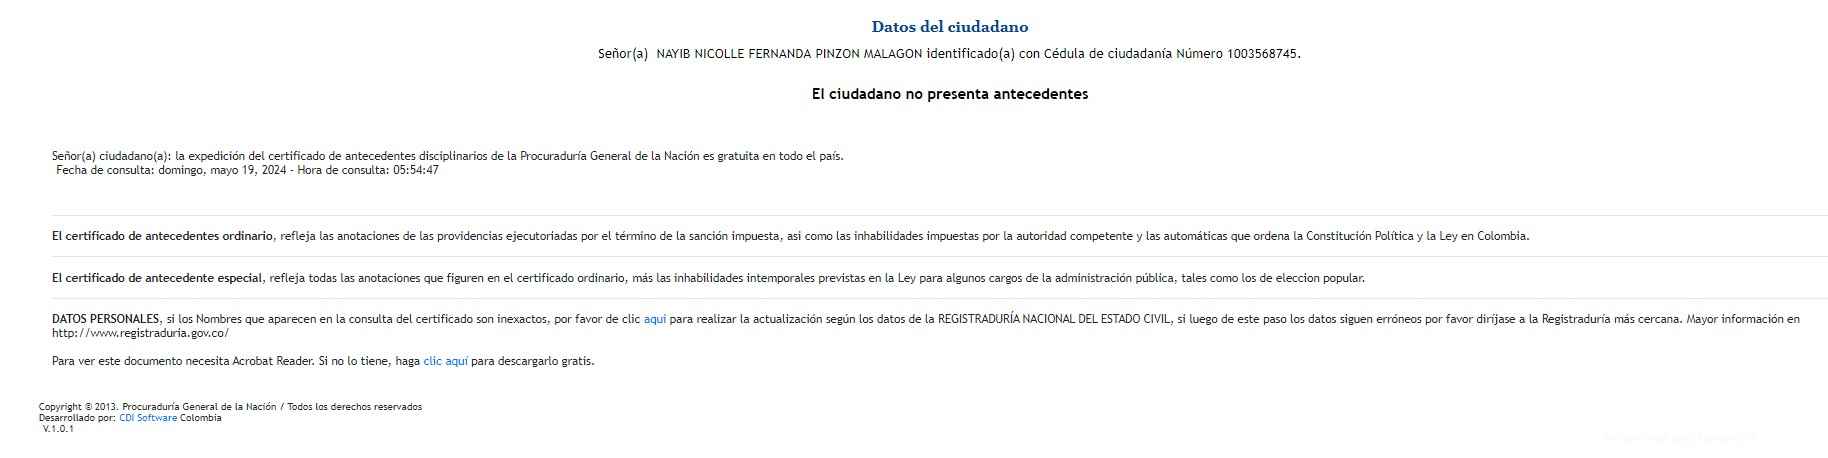 Datos del ciudadano
Señor(a) NAYIB NICOLLE FERNANDA PINZON MALAGON identificado(a) con Cédula de ciudadanía Número 1003568745.
El ciudadano no presenta antecedentes
Señor(a) ciudadano(a): la expedición del certificado de antecedentes disciplinarios de la Procuraduría General de la Nación es gratuita en todo el país.
Fecha de consulta: domingo, mayo 19, 2024 - Hora de consulta: 05:54:47
El certificado de antecedentes ordinario, refleja las anotaciones de las providencias ejecutoriadas por el término de la sanción impuesta, asi como las inhabilidades impuestas por la autoridad competente y las automáticas que ordena la Constitución Política y la Ley en Colombia.
El certificado de antecedente especial, refleja todas las anotaciones que figuren en el certificado ordinario, más las inhabilidades intemporales previstas en la Ley para algunos cargos de la administración pública, tales como los de eleccion popular.
DATOS PERSONALES, si los Nombres que aparecen en la consulta del certificado son inexactos, por favor de clic aquí para realizar la actualización según los datos de la REGISTRADURÍA NACIONAL DEL ESTADO CIVIL, si luego de este paso los datos siguen erróneos por favor diríjase a la Registraduría más cercana. Mayor información en
http://www.registraduria.gov.co/
Para ver este documento necesita Acrobat Reader. Si no lo tiene, haga clic aquí para descargarlo gratis.
Copyright © 2013. Procuraduría General de la Nación / Todos los derechos reservados
Desarrollado por: CDI Software Colombia
V.1.0.1